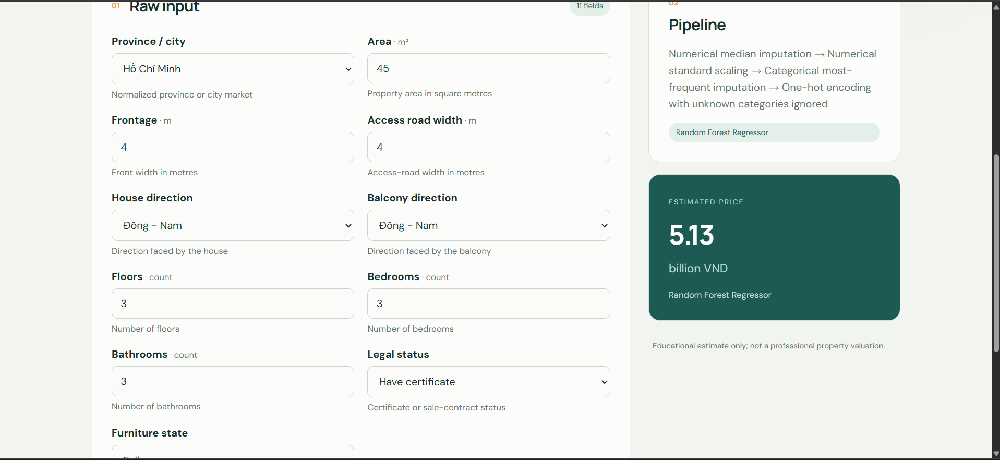 01 Raw input
11 fields
Province / city
Hồ Chí Minh
Normalized province or city market
Area · m²
45
Property area in square metres
Frontage · m
4
Front width in metres
Access road width · m
4
Access-road width in metres
House direction
Đông - Nam
Direction faced by the house
Balcony direction
Đông - Nam
Direction faced by the balcony
Floors · count
3
Number of floors
Bedrooms · count
3
Number of bedrooms
Bathrooms · count
3
Number of bathrooms
Legal status
Have certificate
Certificate or sale-contract status
Furniture state
02
Pipeline
Numerical median imputation → Numerical
standard scaling → Categorical most-
frequent imputation → One-hot encoding
with unknown categories ignored
Random Forest Regressor
ESTIMATED PRICE
5.13
billion VND
Random Forest Regressor
Educational estimate only; not a professional property valuation.